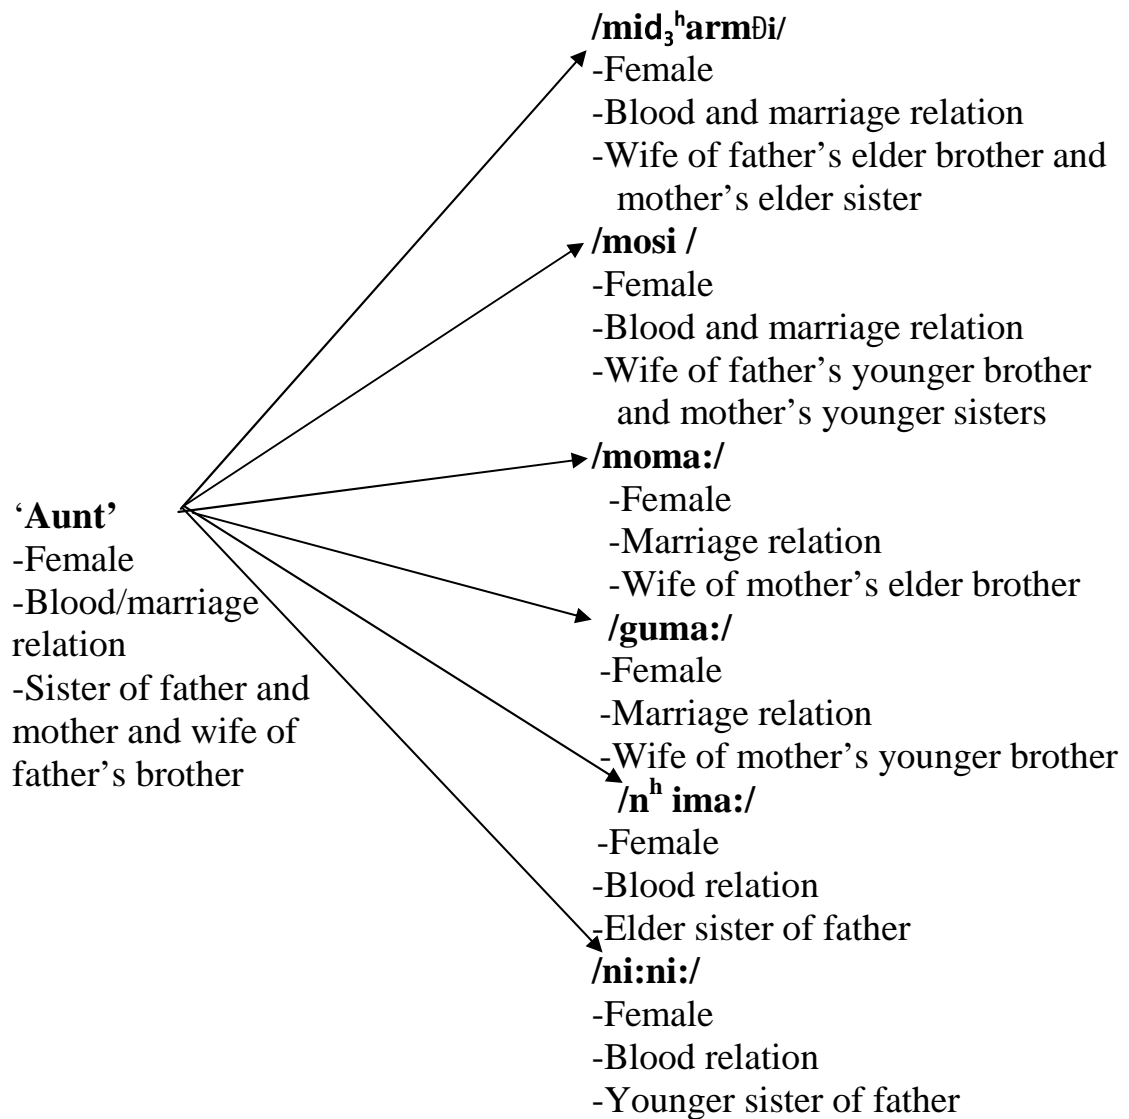 /mid₃ʰarmĐi/
-Female
-Blood and marriage relation
-Wife of father’s elder brother and
mother’s elder sister
/mosi /
-Female
-Blood and marriage relation
-Wife of father’s younger brother
and mother’s younger sisters
/moma:/
-Female
-Marriage relation
-Wife of mother’s elder brother
/guma:/
-Female
-Marriage relation
-Wife of mother’s younger brother
/nʰ ima:/
-Female
-Blood relation
-Elder sister of father
/ni:ni:/
-Female
-Blood relation
-Younger sister of father
‘Aunt’
-Female
-Blood/marriage
relation
-Sister of father and
mother and wife of
father’s brother